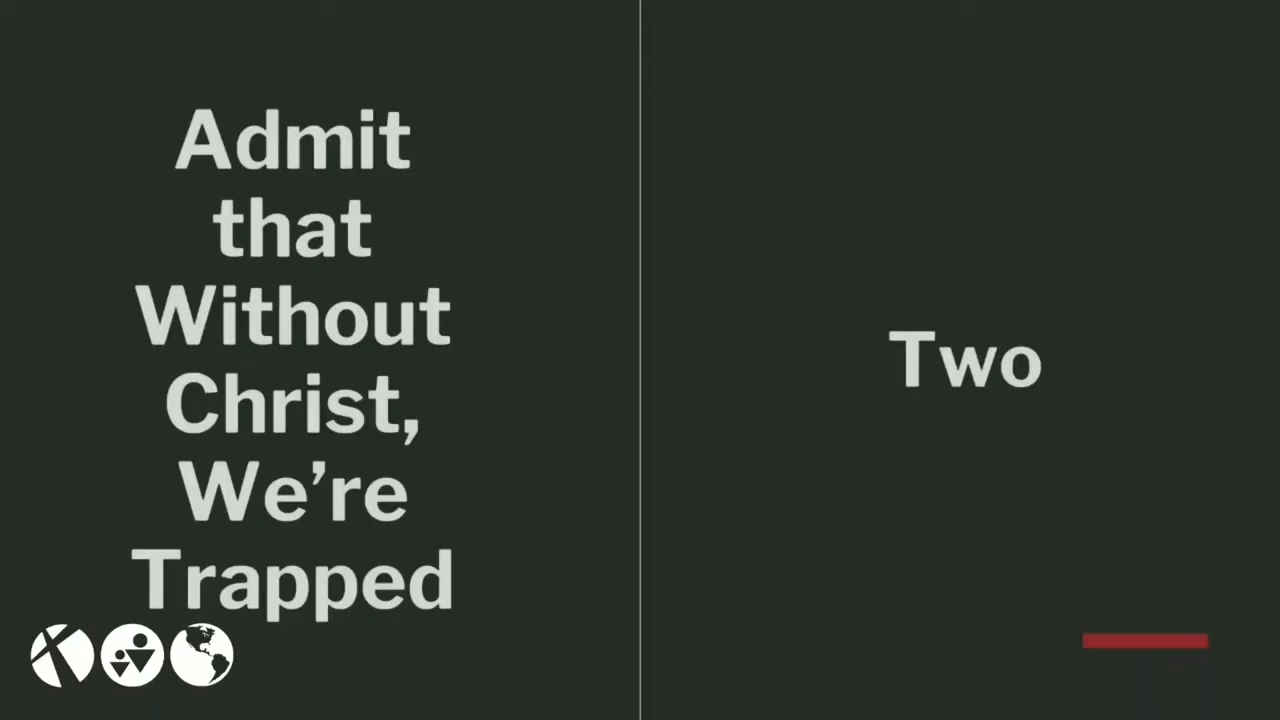 Admit
that
Without
Christ,
We’re
Trapped
Two